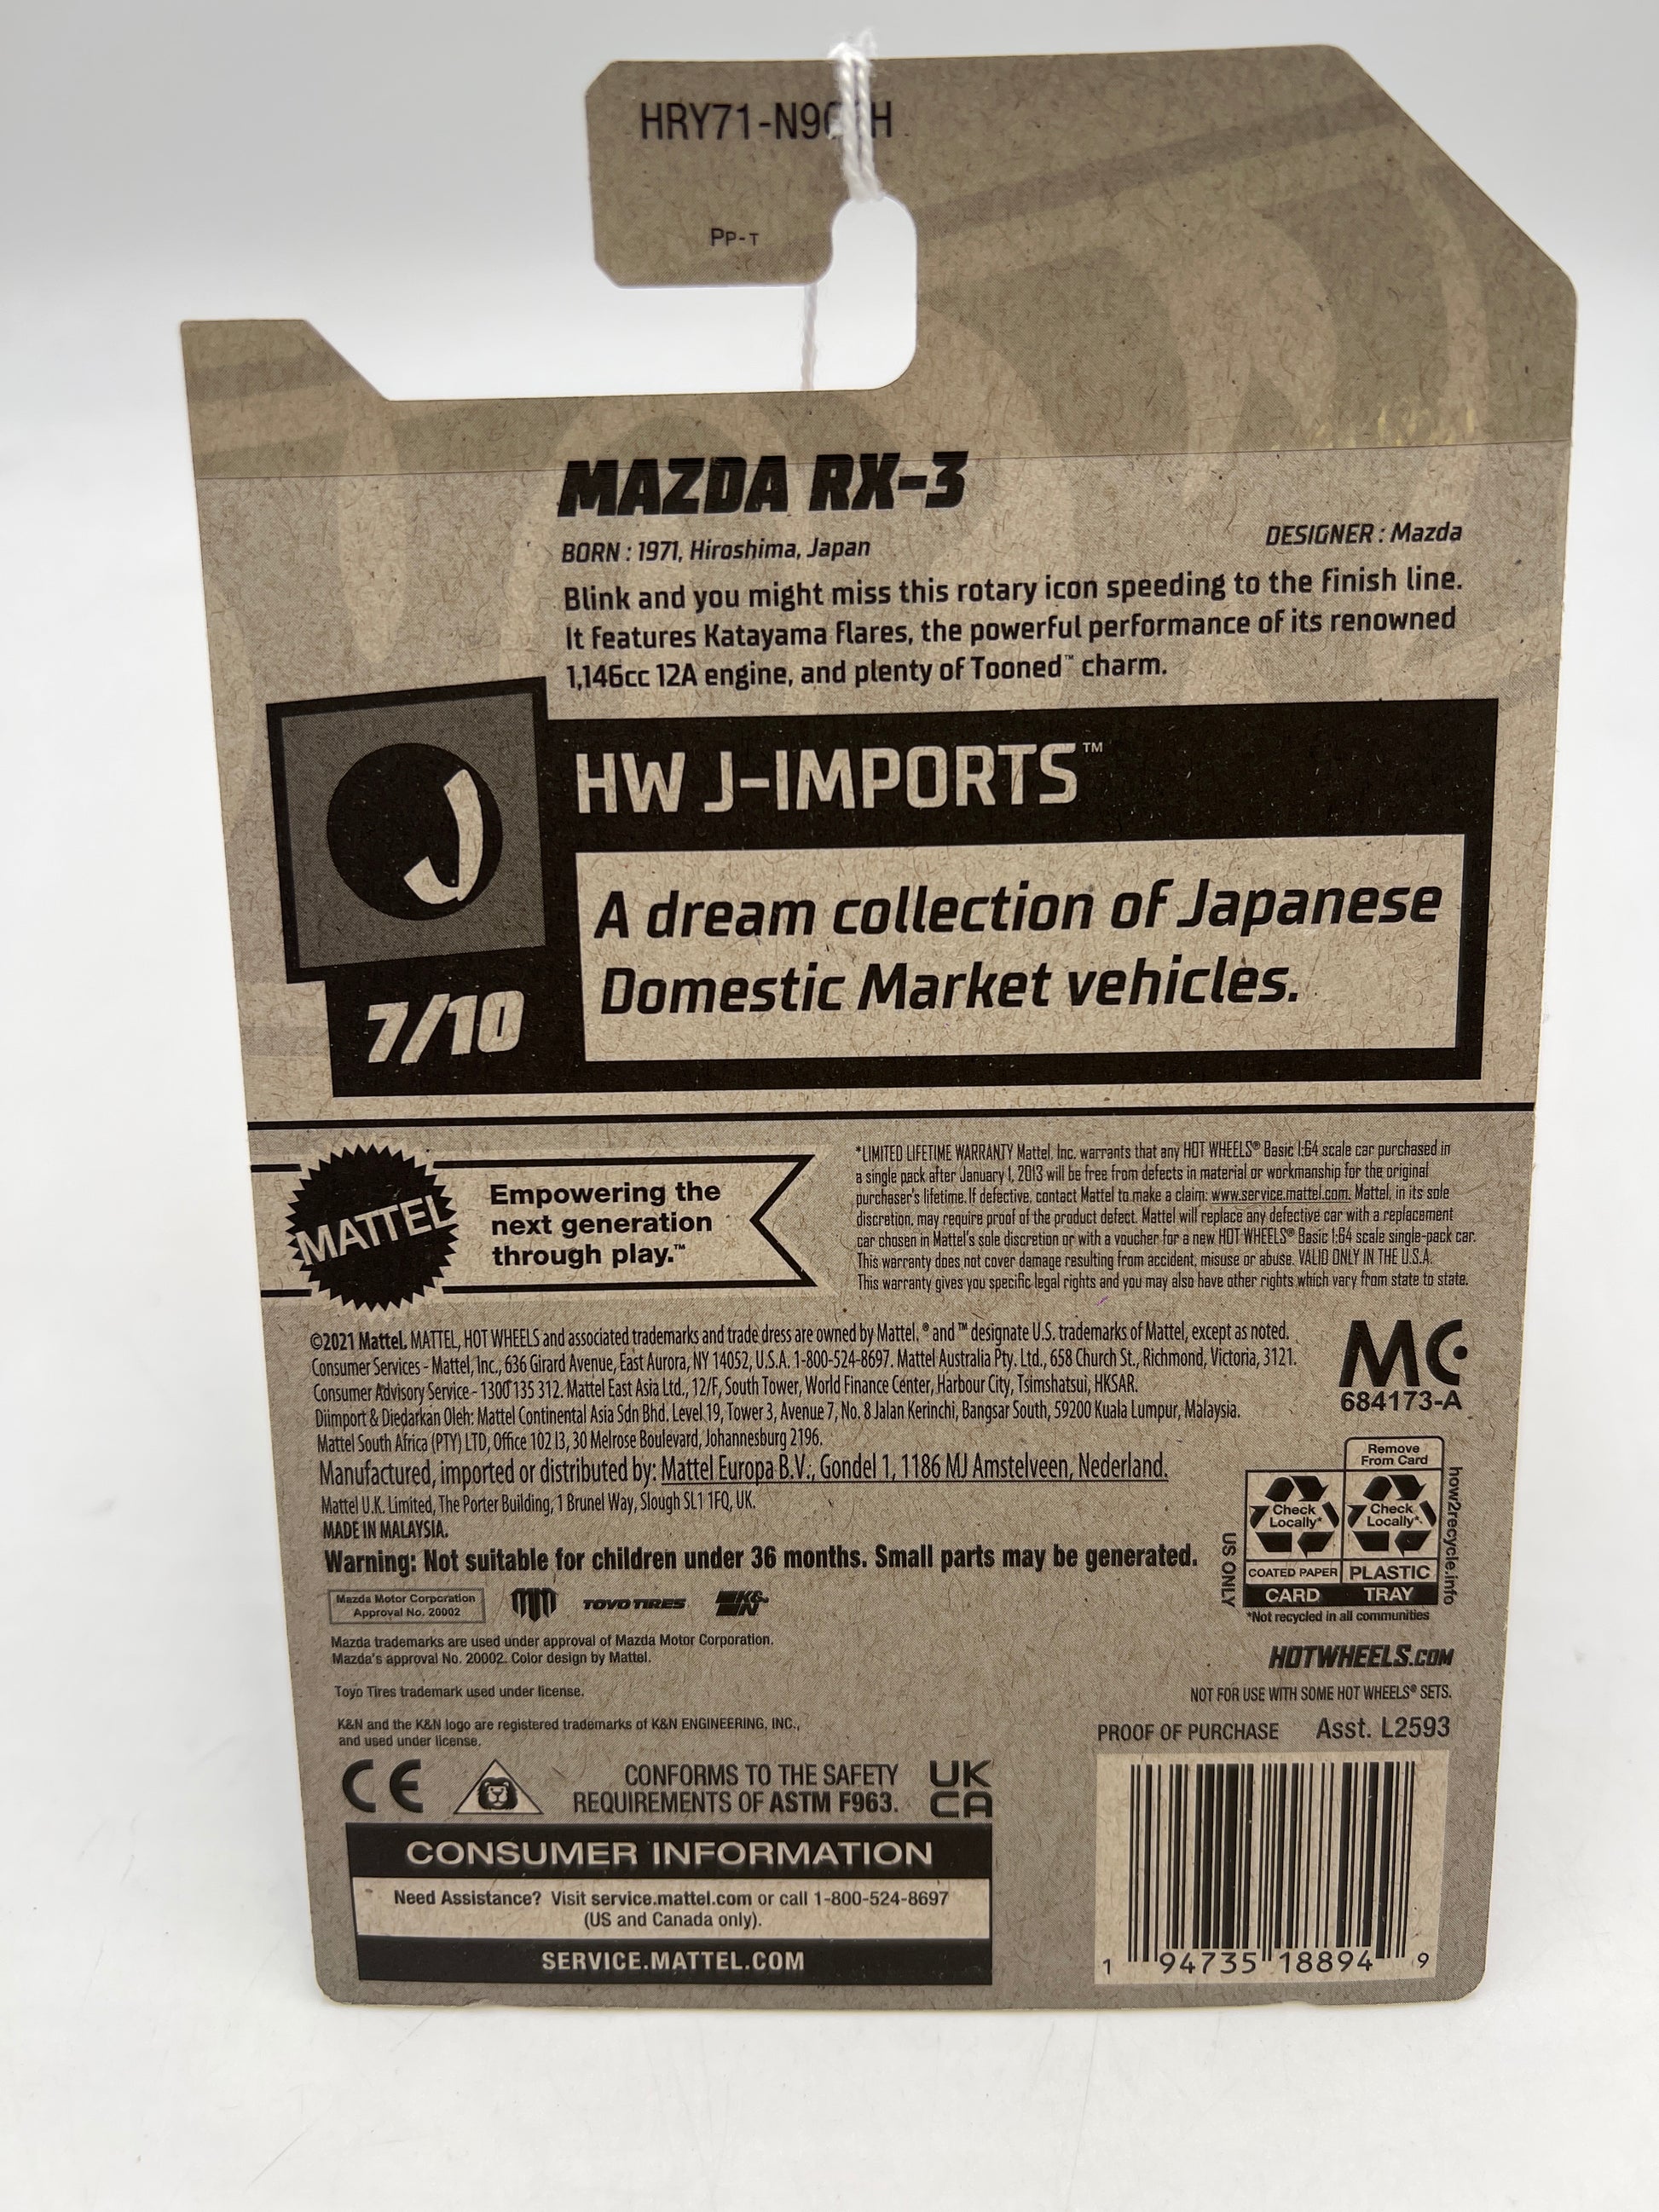 HRY71-N9
Pp-T
MAZDA RX-3
BORN : 1971, Hiroshima, Japan
DESIGNER : Mazda
Blink and you might miss this rotary icon speeding to the finish line.
It features Katayama flares, the powerful performance of its renowned
1,146cc 12A engine, and plenty of Tooned™ charm.
J
HW J-IMPORTS™
A dream collection of Japanese
Domestic Market vehicles.
7/10
MATTEL
Empowering the
next generation
through play.™
*LIMITED LIFETIME WARRANTY Mattel, Inc. warrants that any HOT WHEELS® Basic 1:64 scale car purchased in
a single pack after January 1, 2013 will be free from defects in material or workmanship for the original
purchaser's lifetime. If defective, contact Mattel to make a claim: www.service.mattel.com. Mattel, in its sole
discretion, may require proof of the product defect. Mattel will replace any defective car with a replacement
car chosen in Mattel's sole discretion or with a voucher for a new HOT WHEELS® Basic 1:64 scale single-pack car.
This warranty does not cover damage resulting from accident, misuse or abuse. VALID ONLY IN THE U.S.A.
This warranty gives you specific legal rights and you may also have other rights which vary from state to state.
©2021 Mattel. MATTEL, HOT WHEELS and associated trademarks and trade dress are owned by Mattel. ® and ™ designate U.S. trademarks of Mattel, except as noted.
Consumer Services - Mattel, Inc., 636 Girard Avenue, East Aurora, NY 14052, U.S.A. 1-800-524-8697. Mattel Australia Pty. Ltd., 658 Church St., Richmond, Victoria, 3121.
Consumer Advisory Service - 1300 135 312. Mattel East Asia Ltd., 12/F, South Tower, World Finance Center, Harbour City, Tsimshatsui, HKSAR.
Diimport & Diedarkan Oleh: Mattel Continental Asia Sdn Bhd. Level 19, Tower 3, Avenue 7, No. 8 Jalan Kerinchi, Bangsar South, 59200 Kuala Lumpur, Malaysia.
Mattel South Africa (PTY) LTD, Office 102 I3, 30 Melrose Boulevard, Johannesburg 2196.
Manufactured, imported or distributed by: Mattel Europa B.V., Gondel 1, 1186 MJ Amstelveen, Nederland.
Mattel U.K. Limited, The Porter Building, 1 Brunel Way, Slough SL1 1FQ, UK.
MADE IN MALAYSIA.
Warning: Not suitable for children under 36 months. Small parts may be generated.
MC
684173-A
Remove
From Card
Check
Locally*
Check
Locally*
COATED PAPER
PLASTIC
CARD
TRAY
US ONLY
how2recycle.info
*Not recycled in all communities
Mazda Motor Corporation
Approval No. 20002
TOYO TIRES
K&N
Mazda trademarks are used under approval of Mazda Motor Corporation.
Mazda's approval No. 20002. Color design by Mattel.
Toyo Tires trademark used under license.
K&N and the K&N logo are registered trademarks of K&N ENGINEERING, INC.,
and used under license.
HOTWHEELS.COM
NOT FOR USE WITH SOME HOT WHEELS® SETS.
PROOF OF PURCHASE Asst. L2593
CE
CONFORMS TO THE SAFETY
REQUIREMENTS OF ASTM F963.
UK
CA
CONSUMER INFORMATION
Need Assistance? Visit service.mattel.com or call 1-800-524-8697
(US and Canada only).
SERVICE.MATTEL.COM
1 94735 18894 9